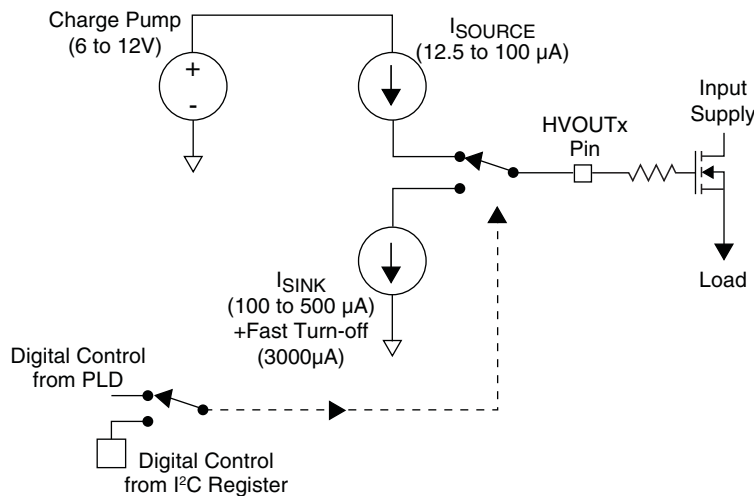 Charge Pump
(6 to 12V)
+
-
ISOURCE
(12.5 to 100 µA)
Input
Supply
HVOUTx
Pin
Load
ISINK
(100 to 500 µA)
+Fast Turn-off
(3000µA)
Digital Control
from PLD
Digital Control
from I²C Register